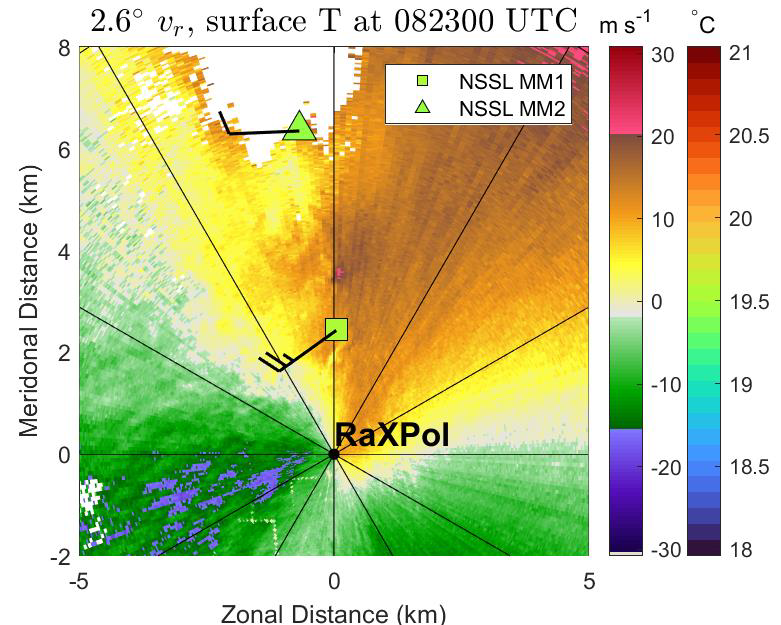 2.6° v_r, surface T at 082300 UTC
m s⁻¹
°C
NSSL MM1
NSSL MM2
Meridonal Distance (km)
8
6
4
2
0
-2
RaXPol
-5
0
5
Zonal Distance (km)
30
20
10
0
-10
-20
-30
21
20.5
20
19.5
19
18.5
18